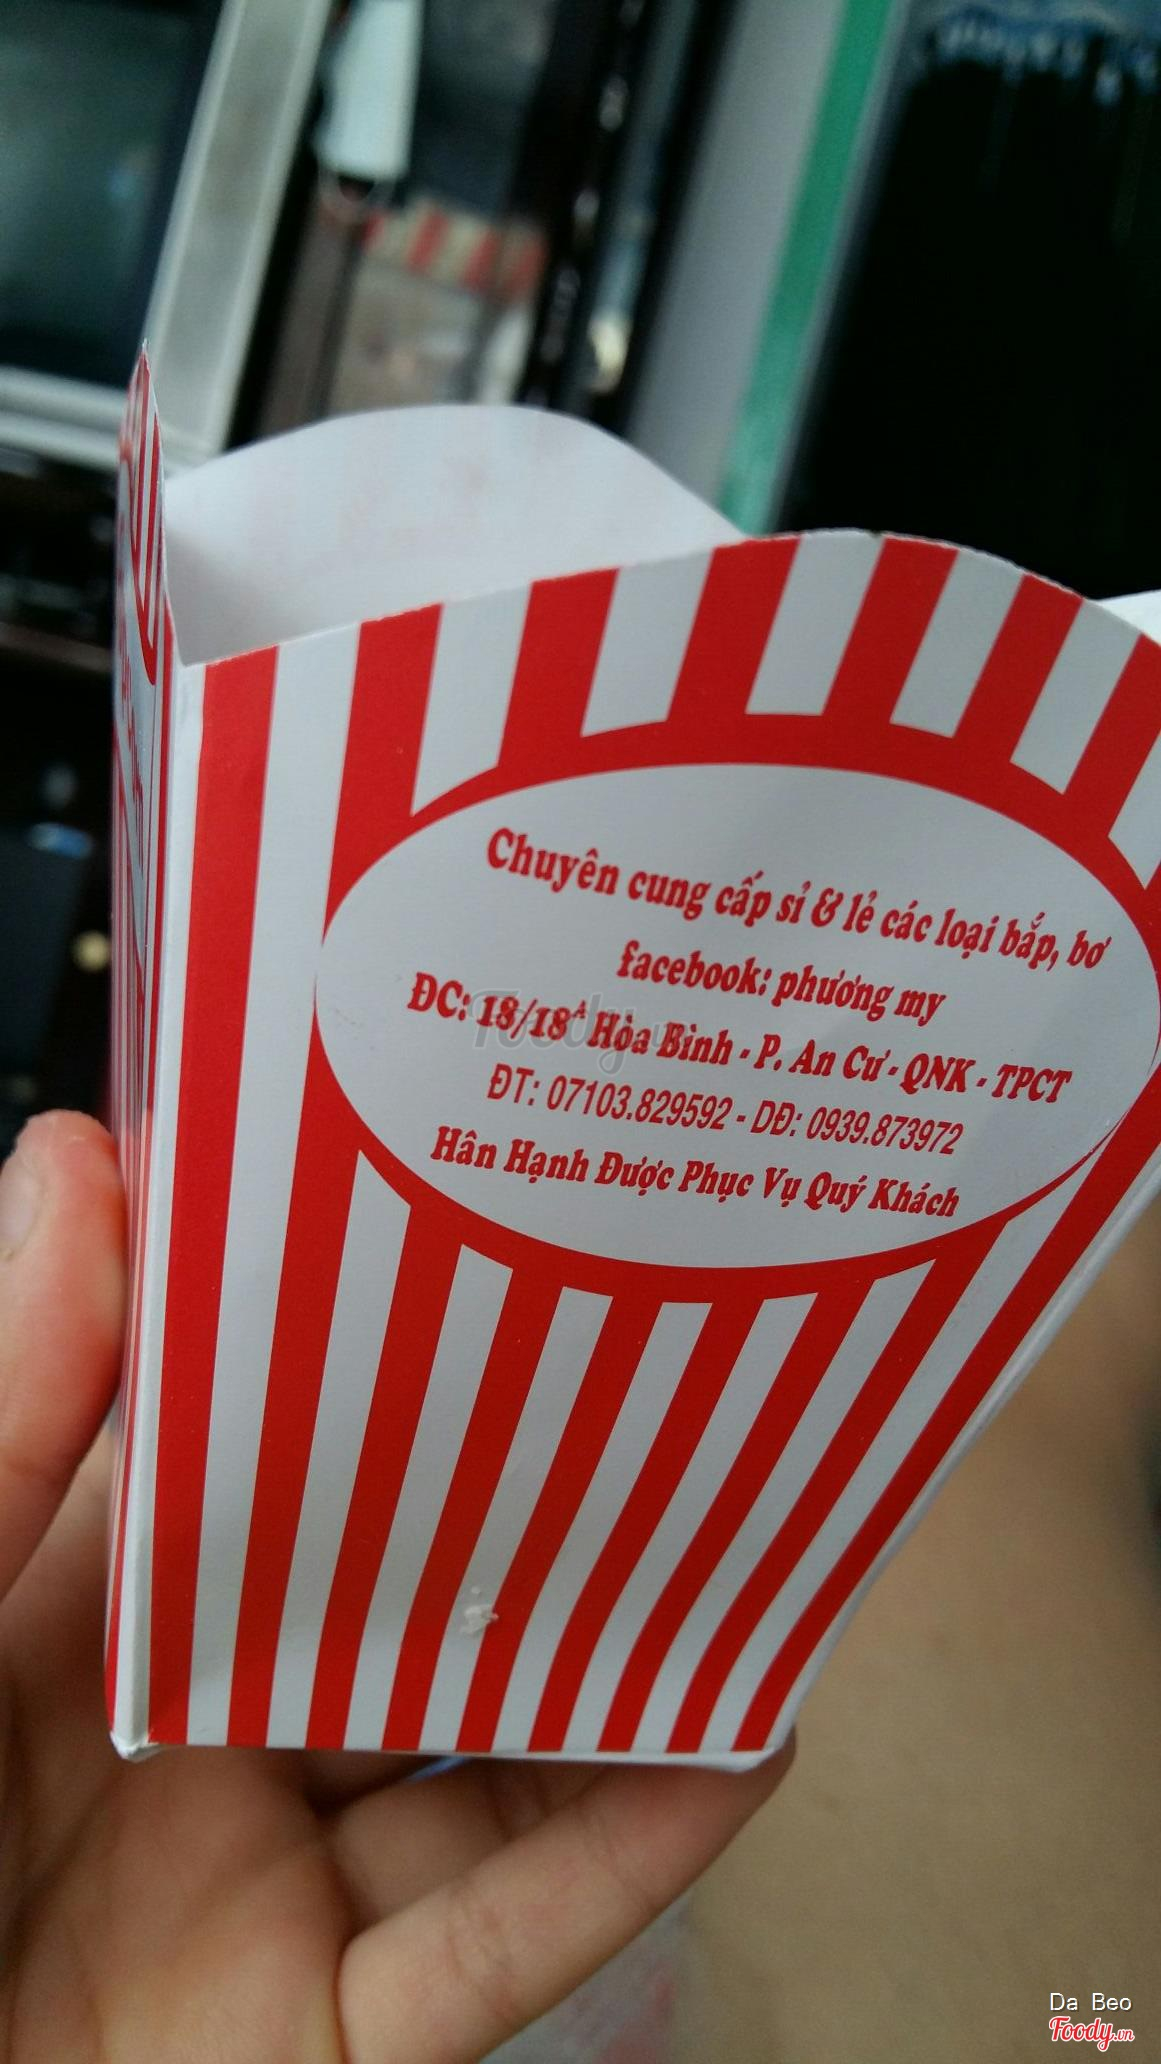 Chuyên cung cấp sỉ & lẻ các loại bắp, bơ
facebook: phương my
ĐC: 18/18A Hòa Bình - P. An Cư - QNK - TPCT
ĐT: 07103.829592 - DĐ: 0939.873972
Hân Hạnh Được Phục Vụ Quý Khách
Foody.vn
Da Beo
Foody.vn